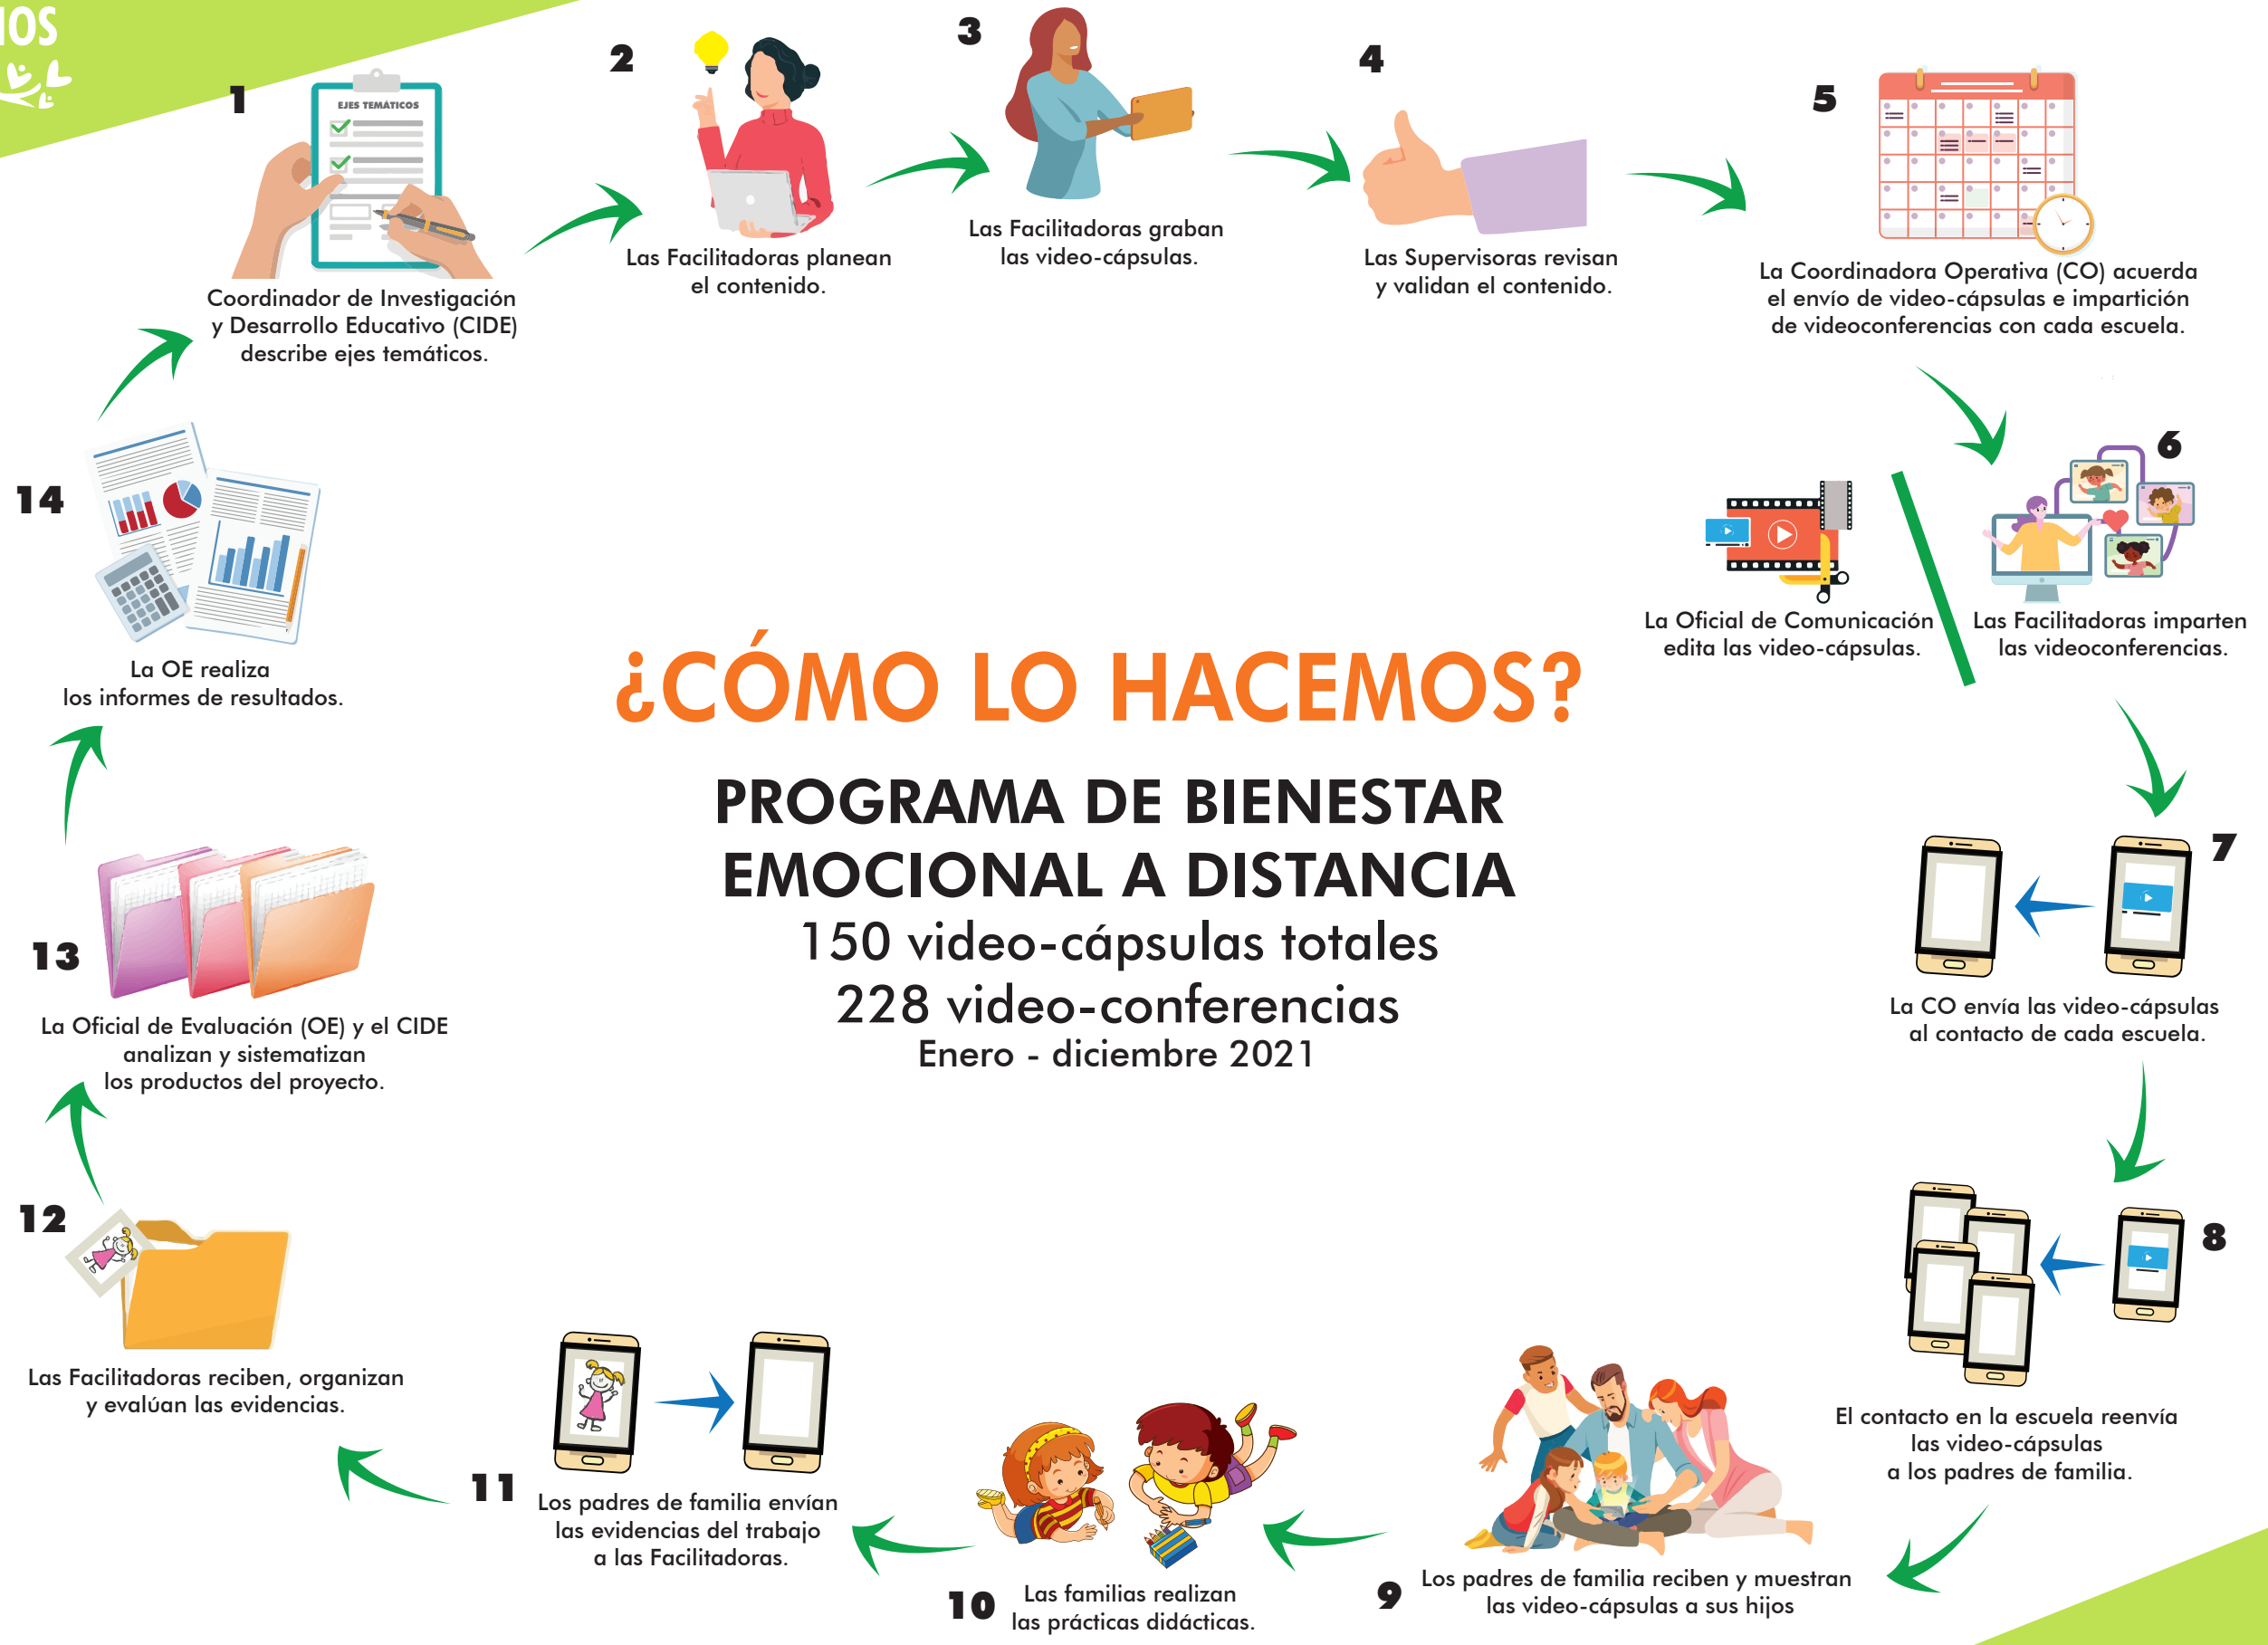 1
EJES TEMÁTICOS
Coordinador de Investigación
y Desarrollo Educativo (CIDE)
describe ejes temáticos.
2
Las Facilitadoras planean
el contenido.
3
Las Facilitadoras graban
las video-cápsulas.
4
Las Supervisoras revisan
y validan el contenido.
5
La Coordinadora Operativa (CO) acuerda
el envío de video-cápsulas e impartición
de videoconferencias con cada escuela.
6
La Oficial de Comunicación
edita las video-cápsulas.
Las Facilitadoras imparten
las videoconferencias.
7
La CO envía las video-cápsulas
al contacto de cada escuela.
8
El contacto en la escuela reenvía
las video-cápsulas
a los padres de familia.
9
Los padres de familia reciben y muestran
las video-cápsulas a sus hijos
10
Las familias realizan
las prácticas didácticas.
11
Los padres de familia envían
las evidencias del trabajo
a las Facilitadoras.
12
Las Facilitadoras reciben, organizan
y evalúan las evidencias.
13
La Oficial de Evaluación (OE) y el CIDE
analizan y sistematizan
los productos del proyecto.
14
La OE realiza
los informes de resultados.
¿CÓMO LO HACEMOS?
PROGRAMA DE BIENESTAR
EMOCIONAL A DISTANCIA
150 video-cápsulas totales
228 video-conferencias
Enero - diciembre 2021